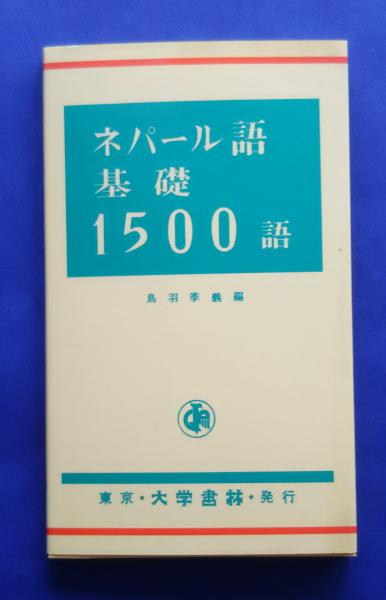 ネパール語
基礎
1500語
鳥羽季義編
東京・大学書林・発行